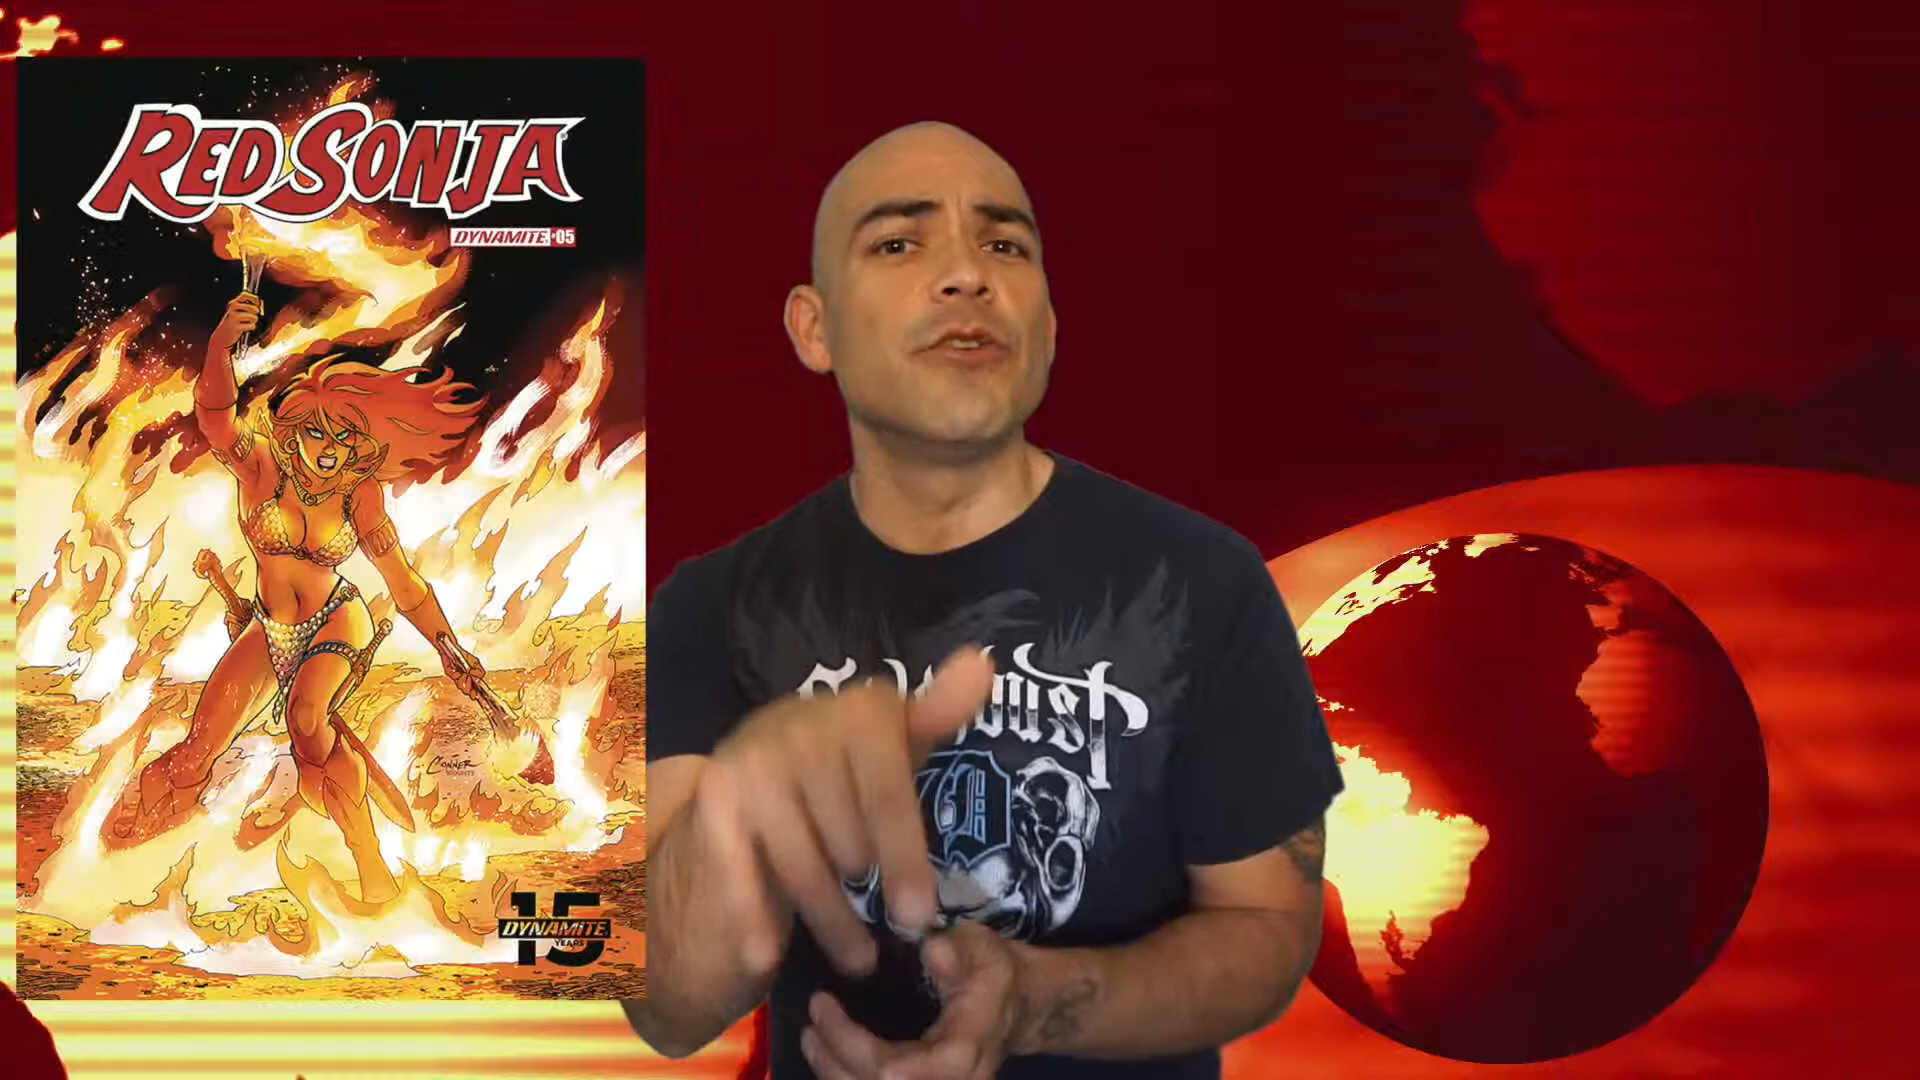 RED SONJA
DYNAMITE. #05
CONNER
15
DYNAMITE.
YEARS